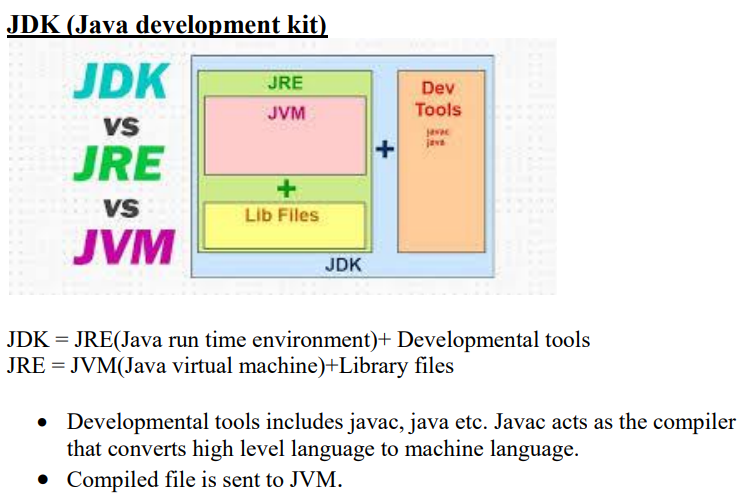 JDK (Java development kit)
JDK
vs
JRE
vs
JVM
JRE
JVM
+
Lib Files
+
Dev
Tools
javac
java
JDK
JDK = JRE(Java run time environment)+ Developmental tools
JRE = JVM(Java virtual machine)+Library files
• Developmental tools includes javac, java etc. Javac acts as the compiler
that converts high level language to machine language.
• Compiled file is sent to JVM.